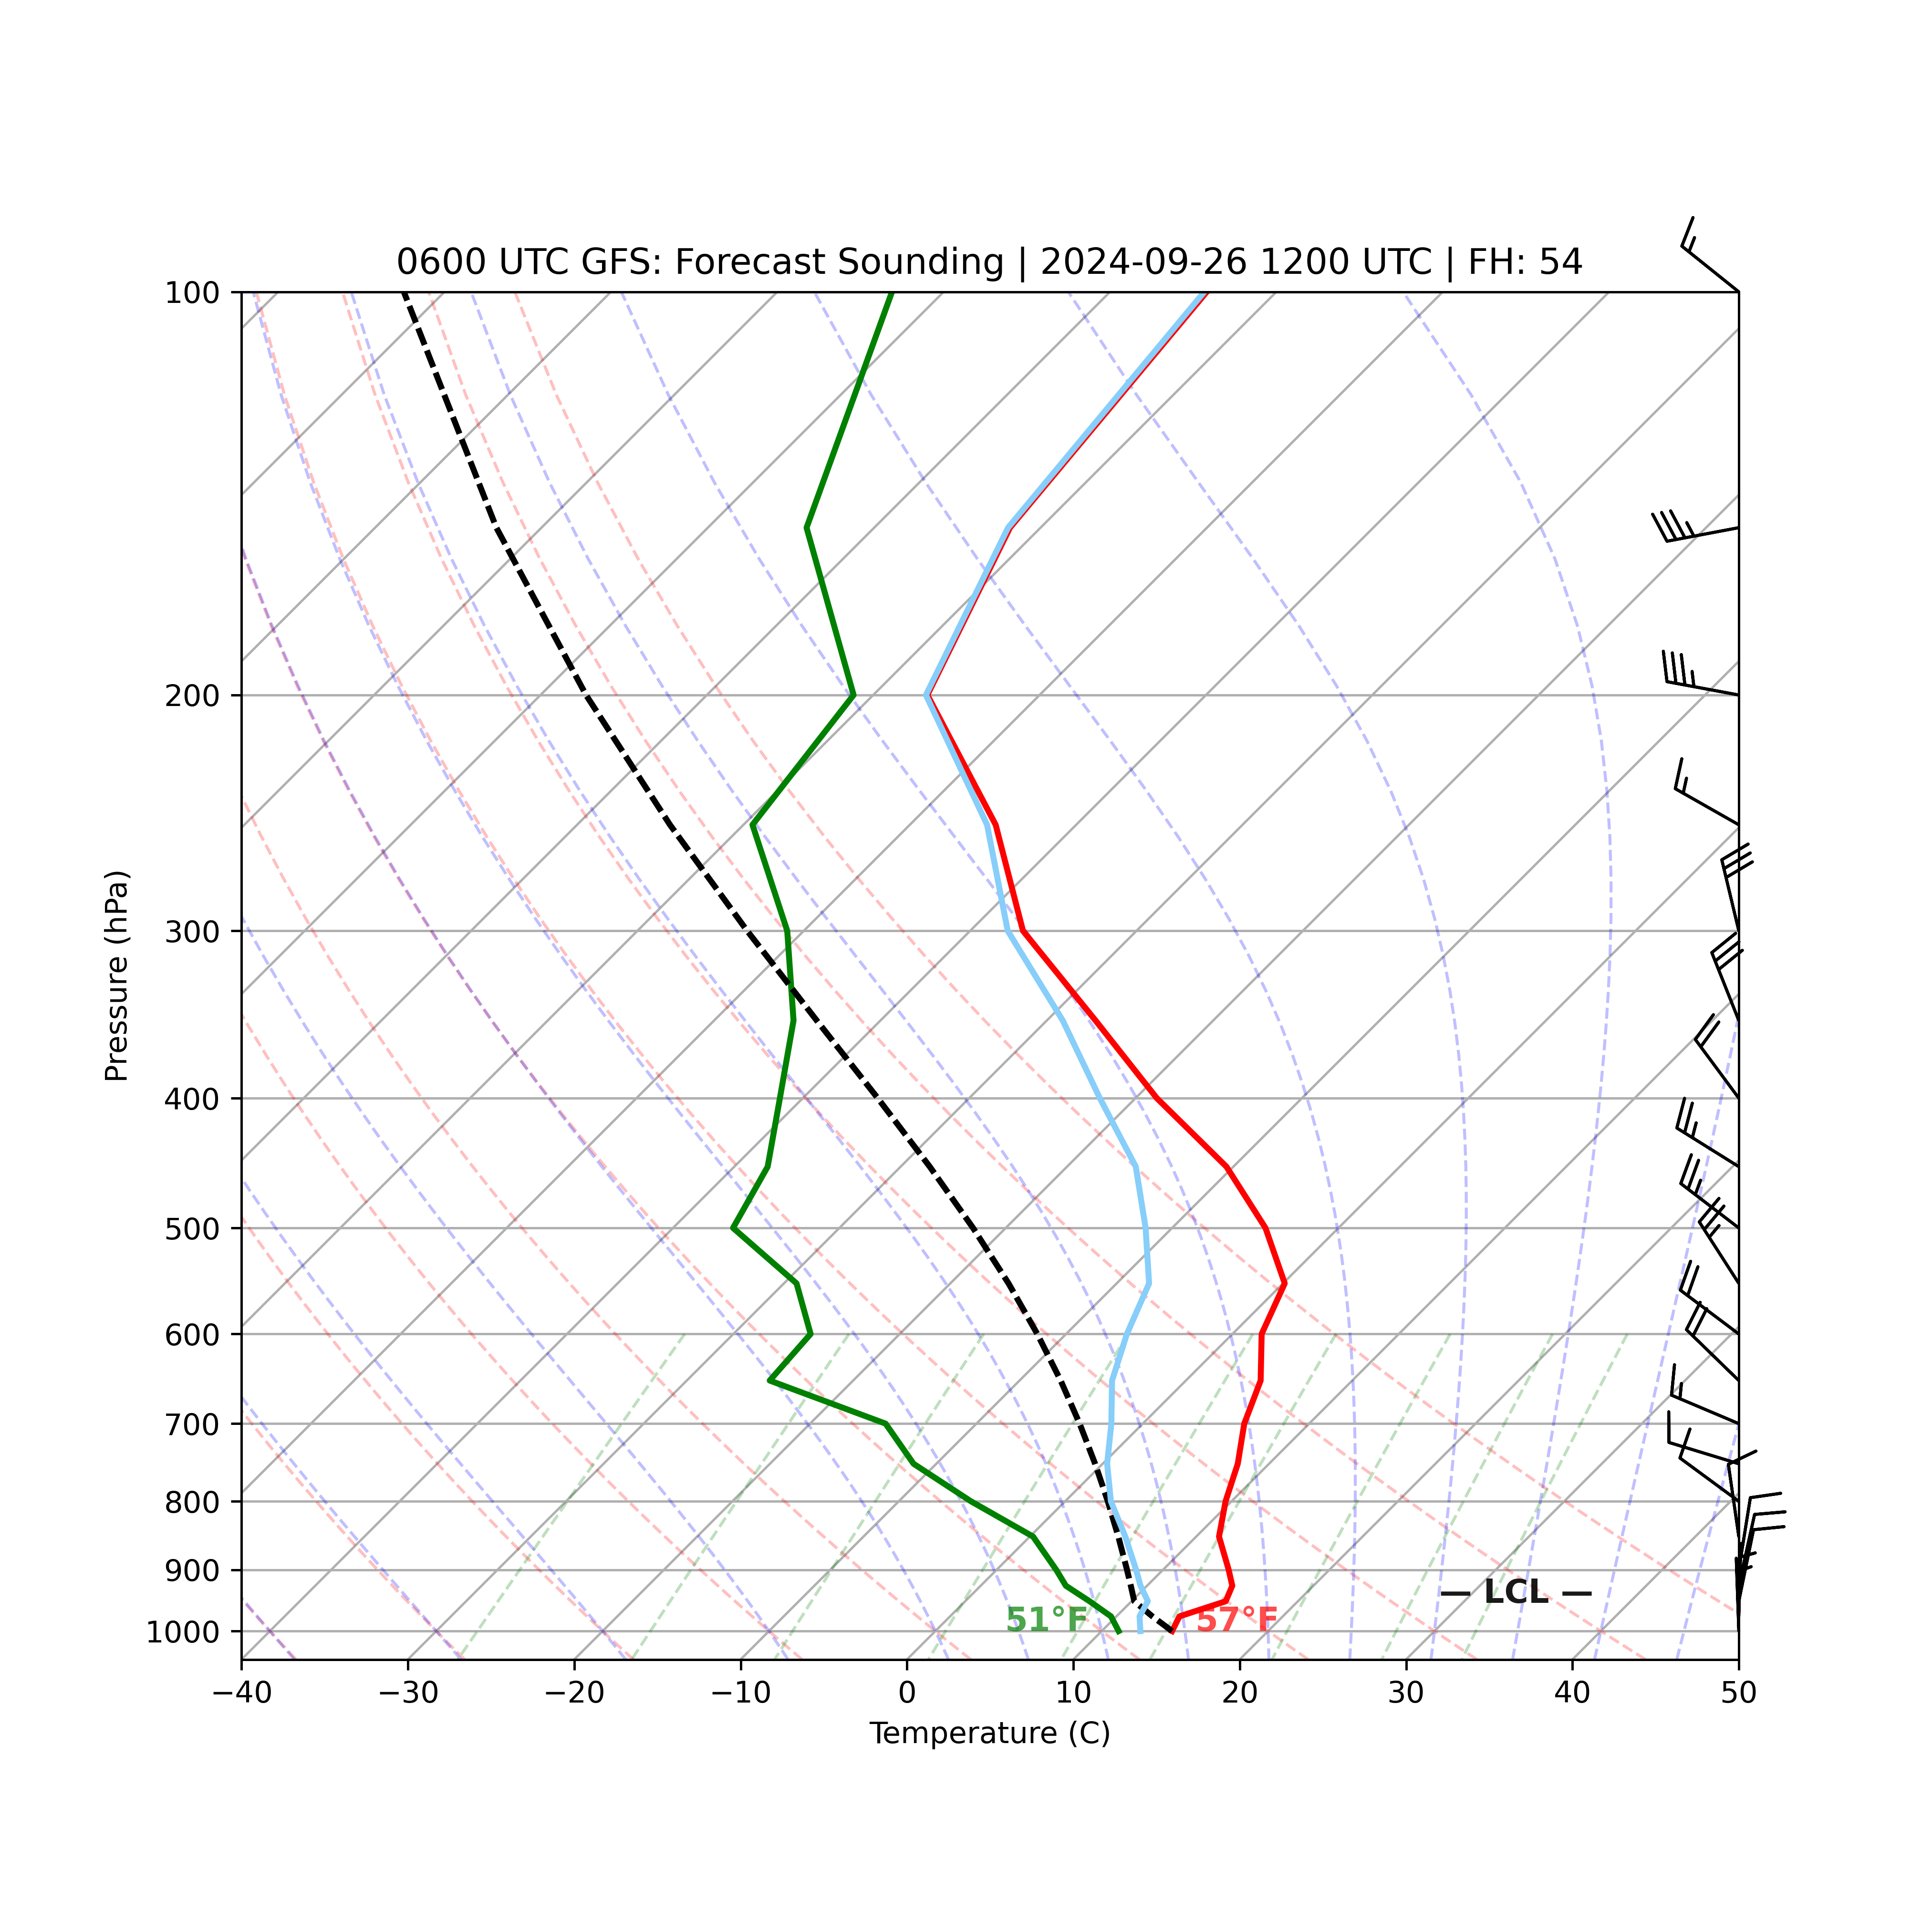 0600 UTC GFS: Forecast Sounding | 2024-09-26 1200 UTC | FH: 54
100
200
300
400
500
600
700
800
900
1000
Pressure (hPa)
— LCL —
51°F
57°F
−40 −30 −20 −10 0 10 20 30 40 50
Temperature (C)